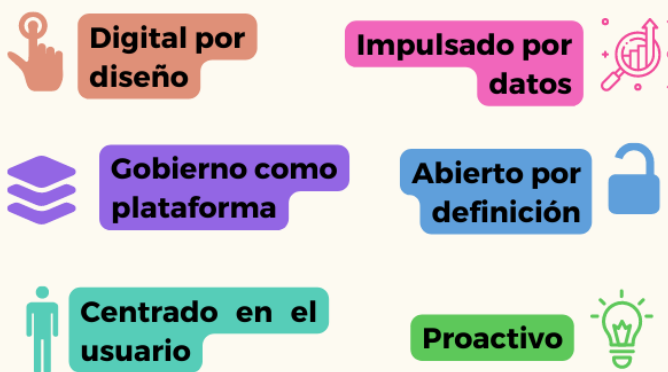 Digital por
diseño
Impulsado por
datos
Gobierno como
plataforma
Abierto por
definición
Centrado en el
usuario
Proactivo